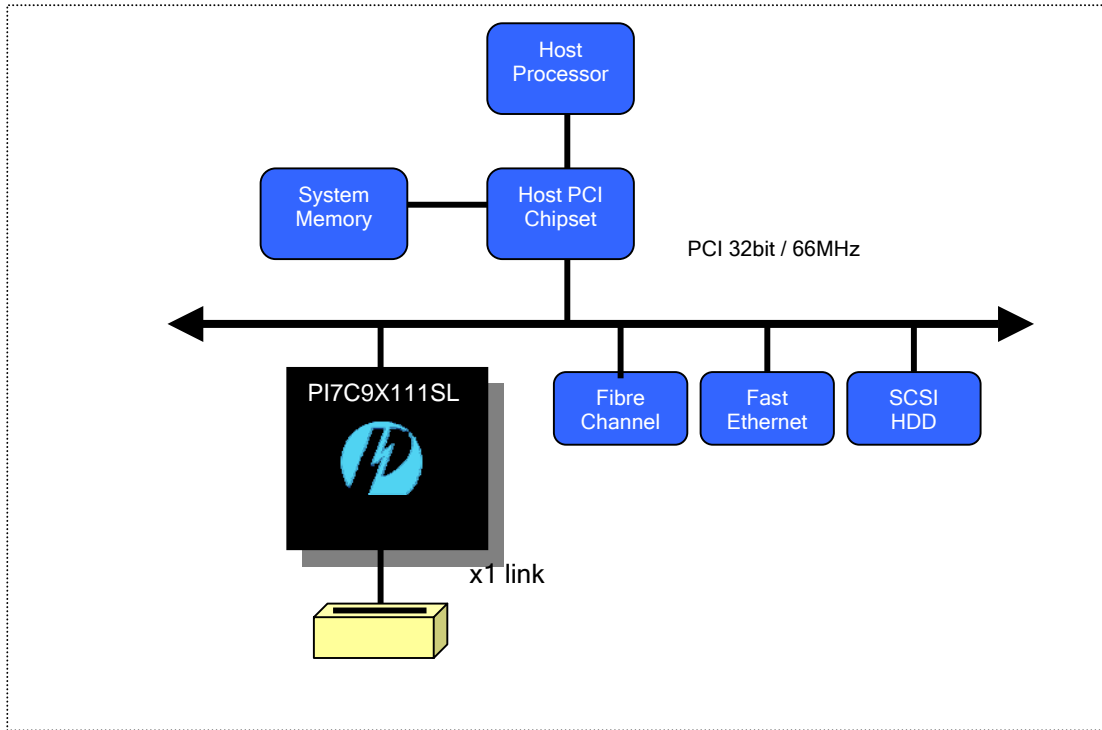 Host
Processor
System
Memory
Host PCI
Chipset
PCI 32bit / 66MHz
PI7C9X111SL
Fibre
Channel
Fast
Ethernet
SCSI
HDD
x1 link